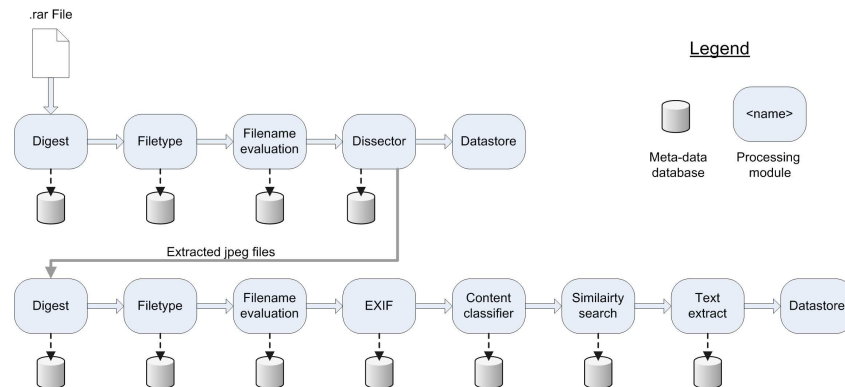 .rar File
Legend
Digest
Filetype
Filename
evaluation
Dissector
Datastore
<name>
Meta-data
database
Processing
module
Extracted jpeg files
Digest
Filetype
Filename
evaluation
EXIF
Content
classifier
Similairty
search
Text
extract
Datastore